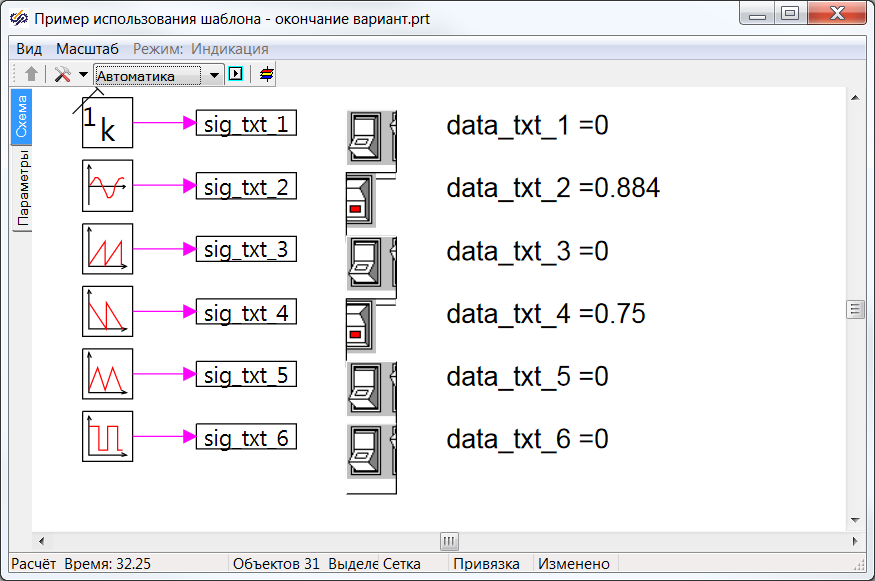 Пример использования шаблона - окончание вариант.prt
Вид Масштаб Режим: Индикация
Автоматика
Схема
Параметры
1 k
sig_txt_1
data_txt_1 =0
sig_txt_2
data_txt_2 =0.884
sig_txt_3
data_txt_3 =0
sig_txt_4
data_txt_4 =0.75
sig_txt_5
data_txt_5 =0
sig_txt_6
data_txt_6 =0
Расчёт Время: 32.25 Объектов 31 Выделе Сетка Привязка Изменено